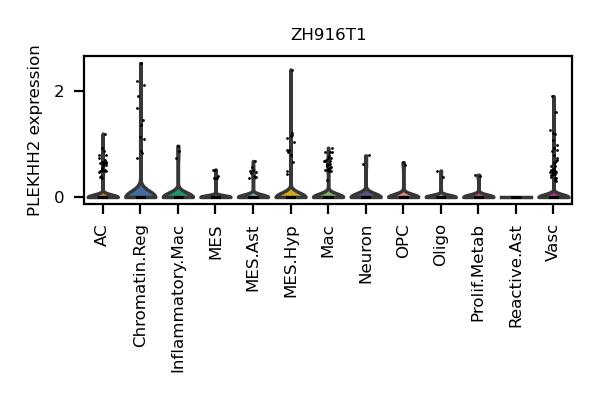 ZH916T1
PLEKHH2 expression
2
0
AC
Chromatin.Reg
Inflammatory.Mac
MES
MES.Ast
MES.Hyp
Mac
Neuron
OPC
Oligo
Prolif.Metab
Reactive.Ast
Vasc